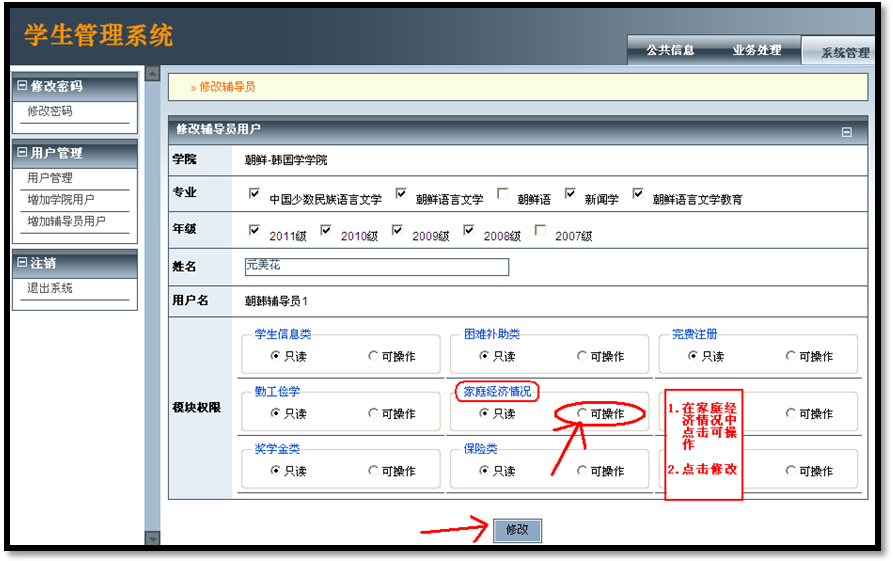 学生管理系统
公共信息 业务处理 系统管理
修改密码
修改密码
用户管理
用户管理
增加学院用户
增加辅导员用户
注销
退出系统
» 修改辅导员
修改辅导员用户
学院 朝鲜-韩国学学院
专业 中国少数民族语言文学 朝鲜语言文学 朝鲜语 新闻学 朝鲜语言文学教育
年级 2011级 2010级 2009级 2008级 2007级
姓名 元美花
用户名 朝韩辅导员1
模块权限
学生信息类 困难补助类 完费注册
只读 可操作 只读 可操作 只读 可操作
勤工俭学 家庭经济情况
只读 可操作 只读 可操作 可操作
奖学金类 保险类
只读 可操作 只读 可操作 可操作
1.在家庭经
济情况中
点击可操
作
2.点击修改
修改